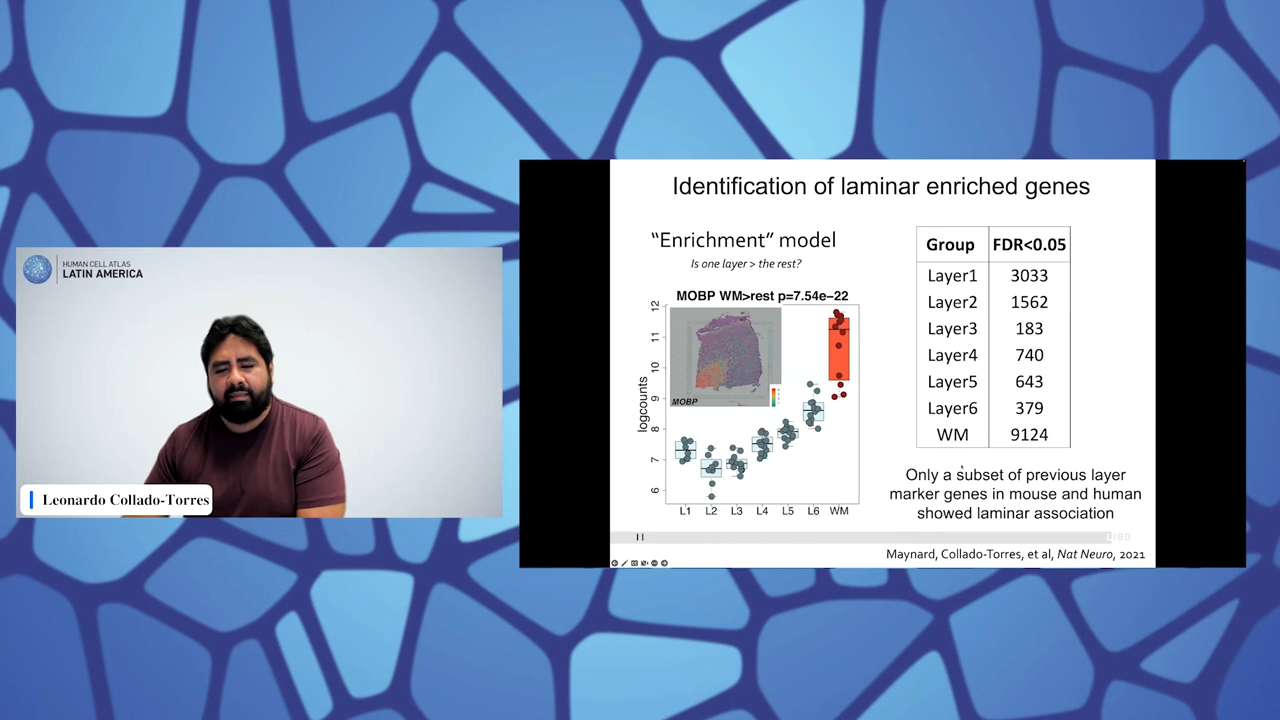 HUMAN CELL ATLAS
LATIN AMERICA
Leonardo Collado-Torres
Identification of laminar enriched genes
“Enrichment” model
Is one layer > the rest?
MOBP WM>rest p=7.54e−22
logcounts
12
11
10
9
8
7
6
MOBP
L1 L2 L3 L4 L5 L6 WM
Group FDR<0.05
Layer1 3033
Layer2 1562
Layer3 183
Layer4 740
Layer5 643
Layer6 379
WM 9124
Only a subset of previous layer
marker genes in mouse and human
showed laminar association
Maynard, Collado-Torres, et al, Nat Neuro, 2021